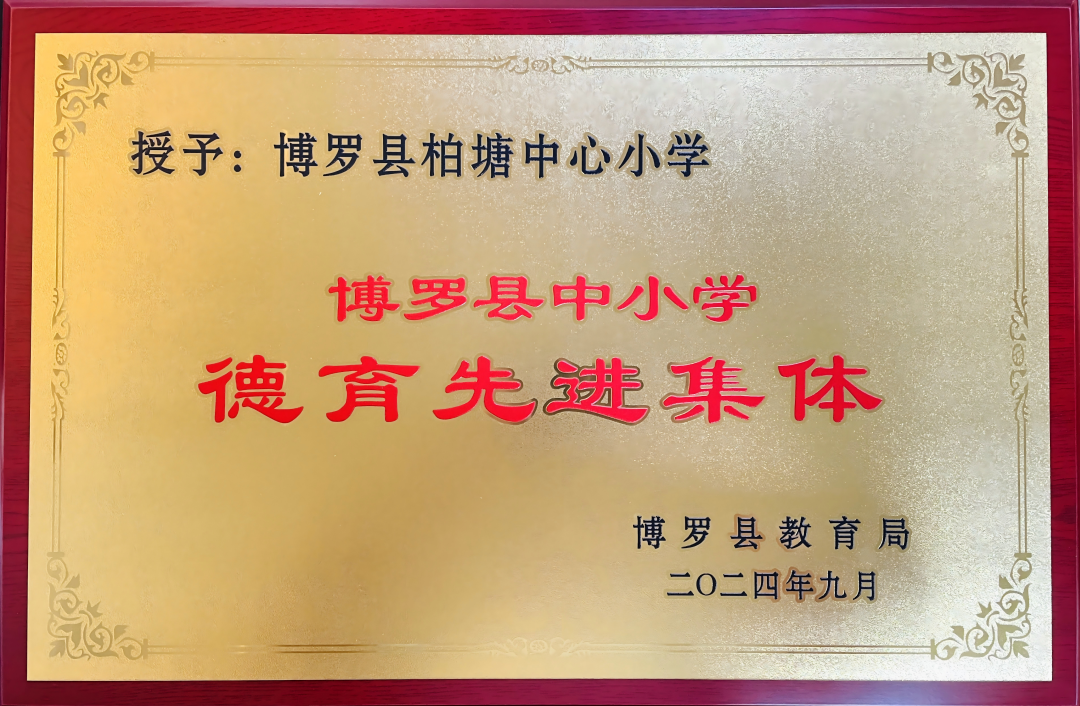 授予：博罗县柏塘中心小学
博罗县中小学
德育先进集体
博罗县教育局
二〇二四年九月